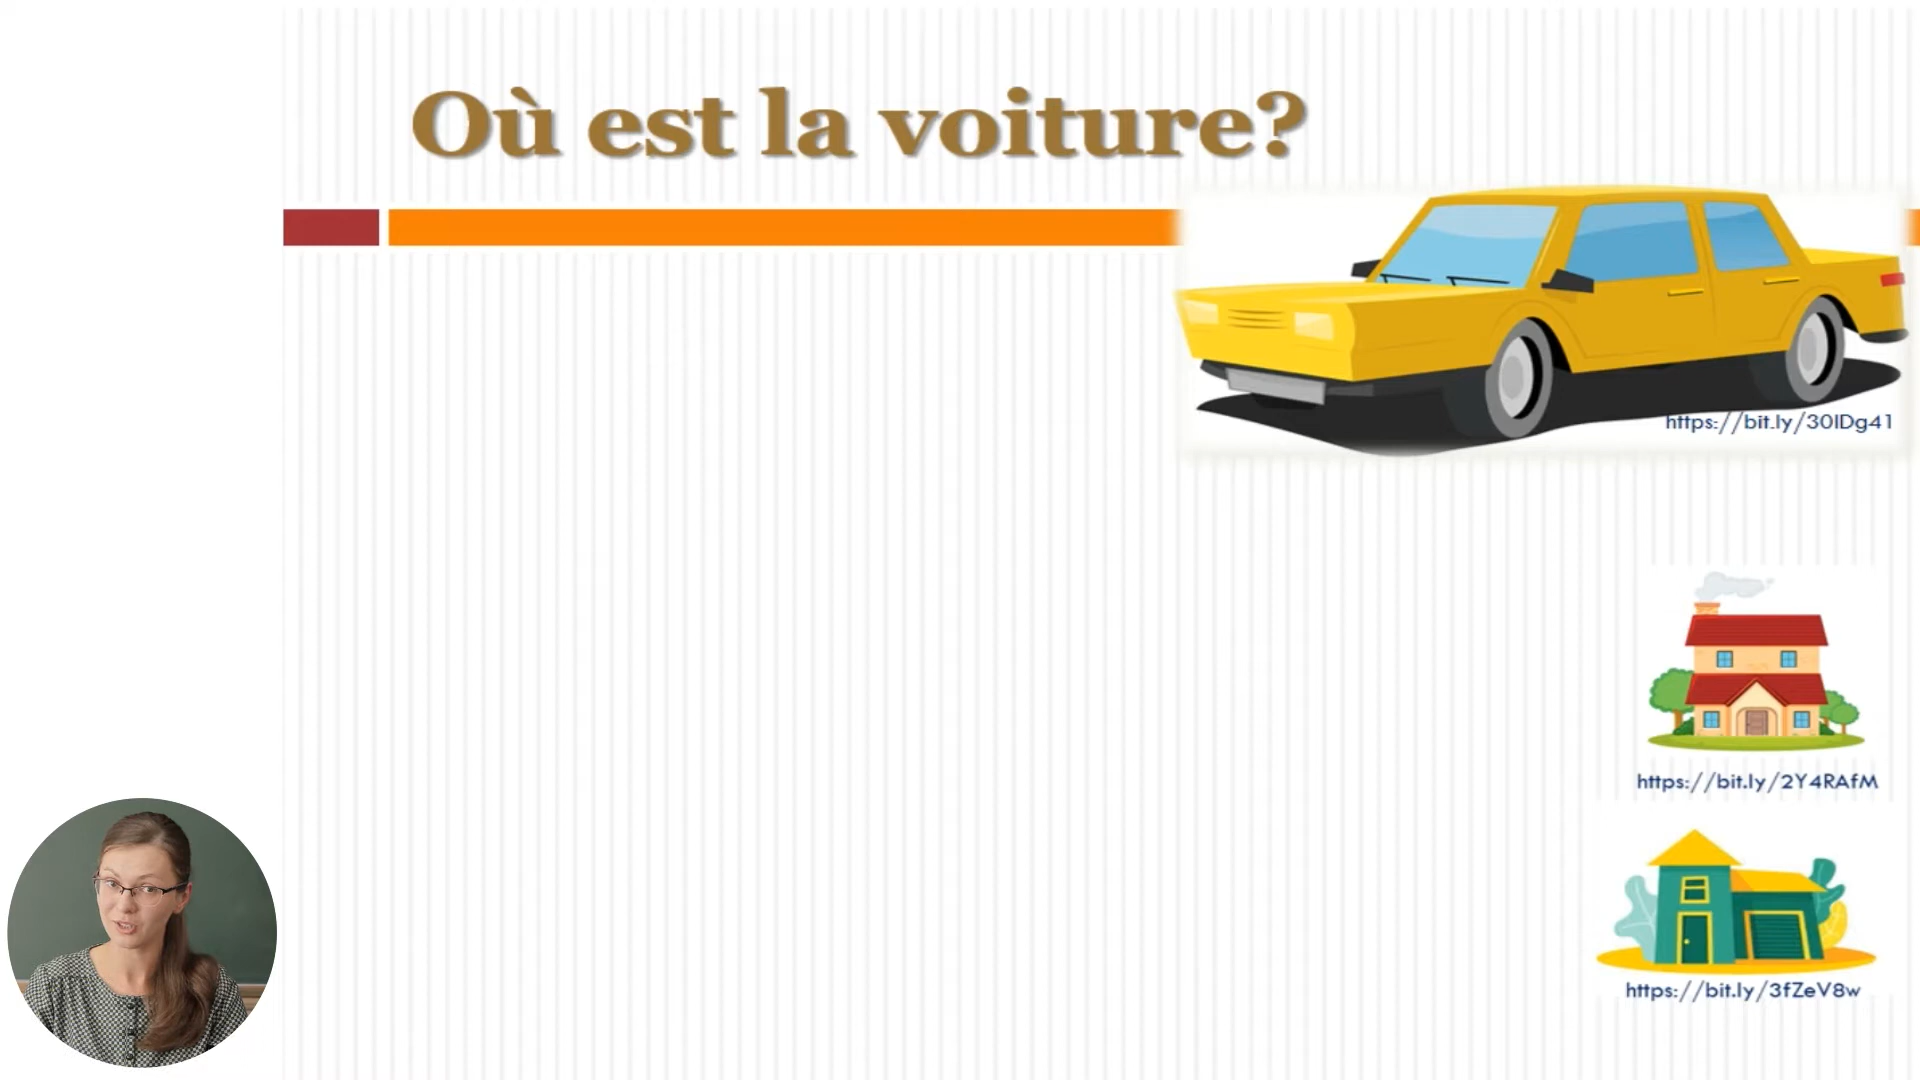 Où est la voiture?
https://bit.ly/30IDg41
https://bit.ly/2Y4RAfM
https://bit.ly/3fZeV8w